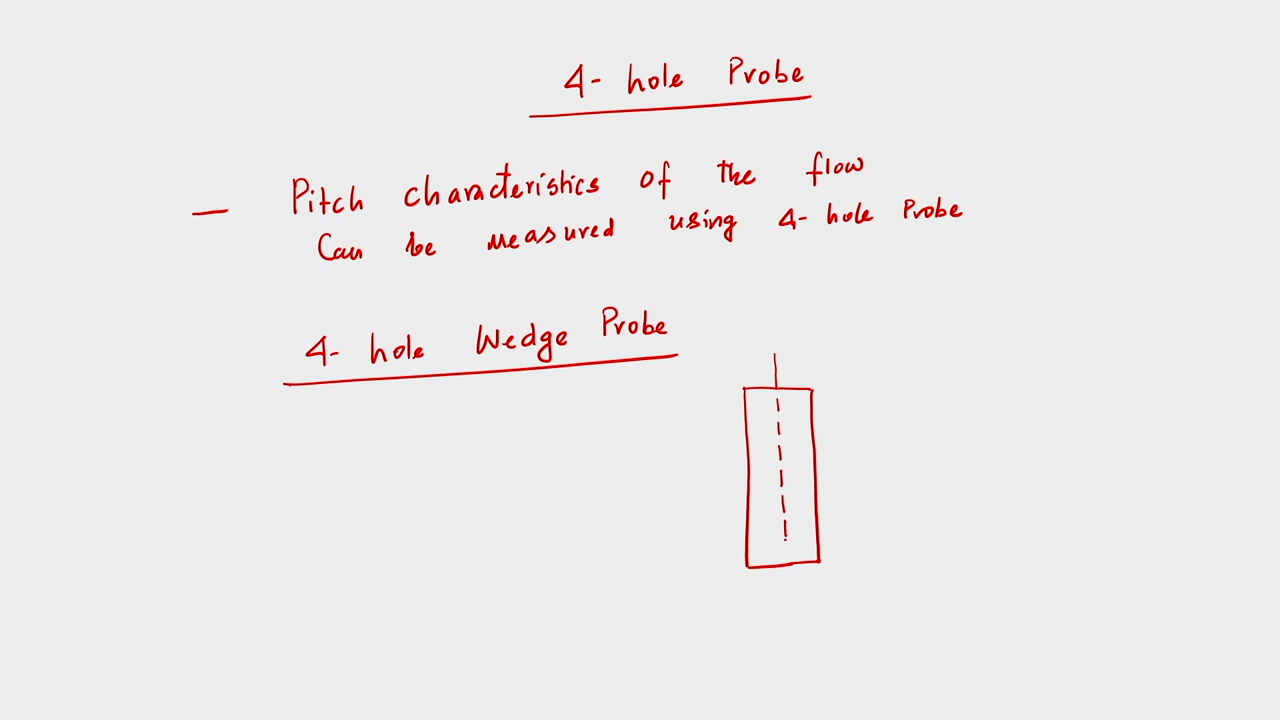 4- hole Probe
— Pitch characteristics of the flow
Can be measured using 4- hole Probe
4- hole Wedge Probe